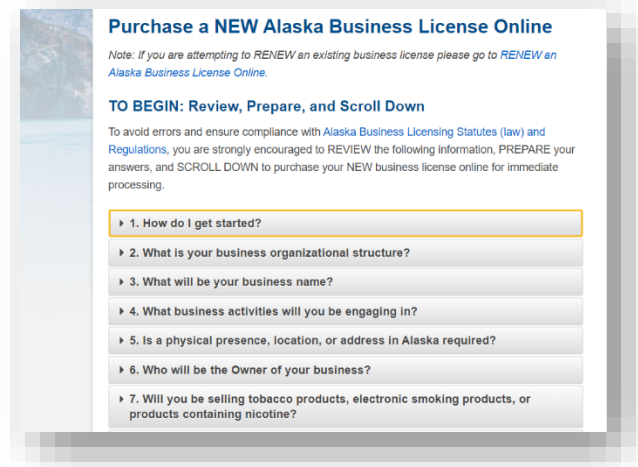 Purchase a NEW Alaska Business License Online
Note: If you are attempting to RENEW an existing business license please go to RENEW an
Alaska Business License Online.
TO BEGIN: Review, Prepare, and Scroll Down
To avoid errors and ensure compliance with Alaska Business Licensing Statutes (law) and
Regulations, you are strongly encouraged to REVIEW the following information, PREPARE your
answers, and SCROLL DOWN to purchase your NEW business license online for immediate
processing.
1. How do I get started?
2. What is your business organizational structure?
3. What will be your business name?
4. What business activities will you be engaging in?
5. Is a physical presence, location, or address in Alaska required?
6. Who will be the Owner of your business?
7. Will you be selling tobacco products, electronic smoking products, or
products containing nicotine?